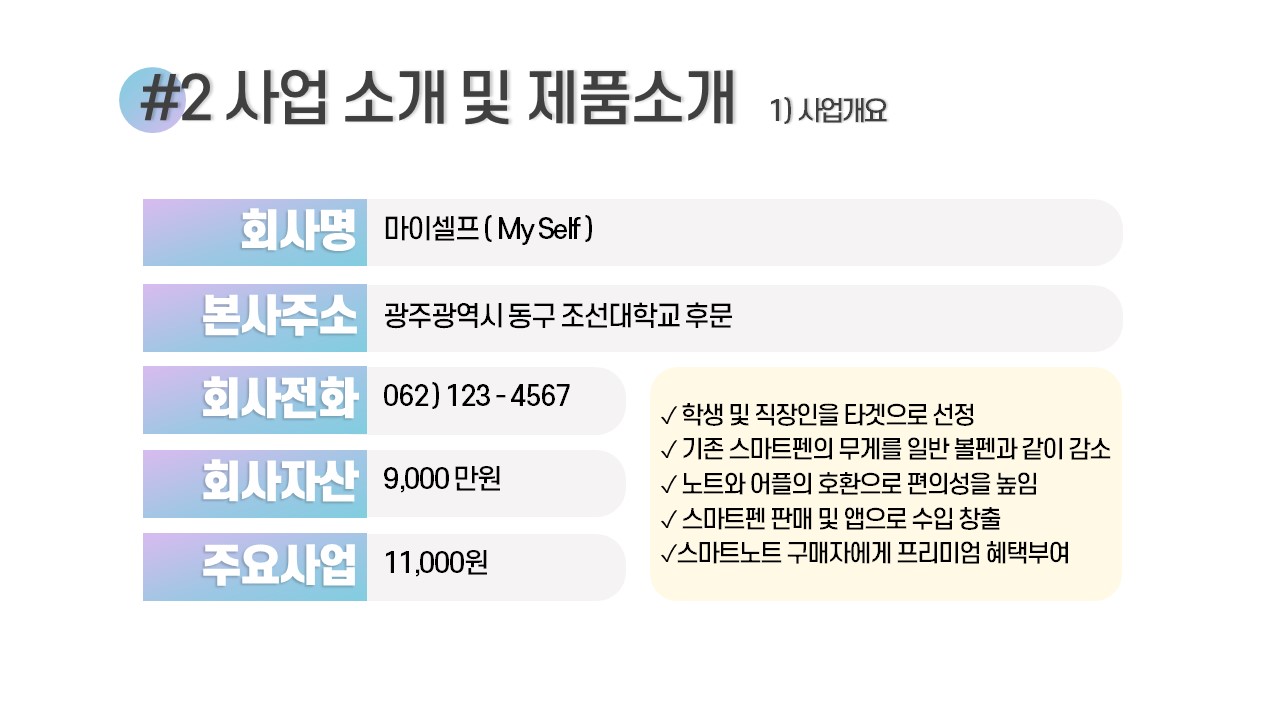 #2 사업 소개 및 제품소개 1) 사업개요
회사명 마이셀프 ( My Self )
본사주소 광주광역시 동구 조선대학교 후문
회사전화 062 ) 123 - 4567
회사자산 9,000 만원
주요사업 11,000원
✓ 학생 및 직장인을 타겟으로 선정
✓ 기존 스마트펜의 무게를 일반 볼펜과 같이 감소
✓ 노트와 어플의 호환으로 편의성을 높임
✓ 스마트펜 판매 및 앱으로 수입 창출
✓스마트노트 구매자에게 프리미엄 혜택부여